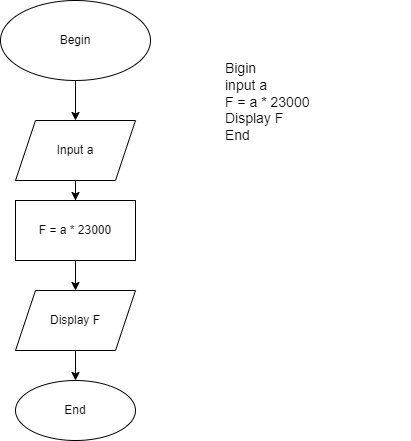 Begin
Input a
F = a * 23000
Display F
End
Bigin
input a
F = a * 23000
Display F
End